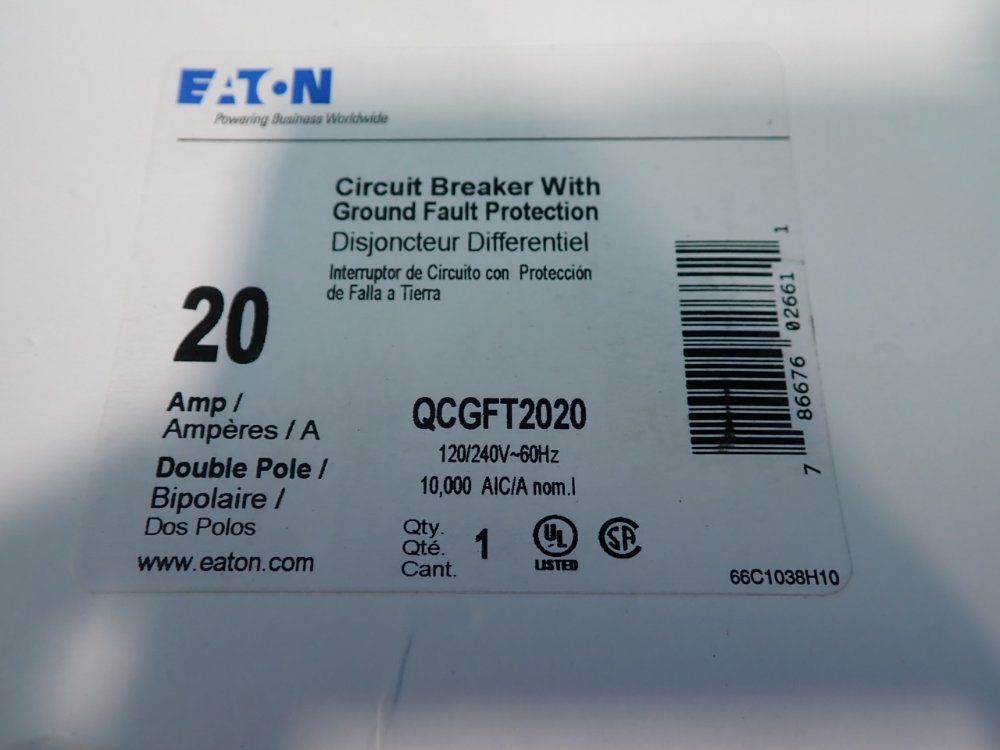 EATON
Powering Business Worldwide
Circuit Breaker With
Ground Fault Protection
Disjoncteur Differentiel
Interruptor de Circuito con Protección
de Falla a Tierra
20
Amp /
Ampères / A
Double Pole /
Bipolaire /
Dos Polos
www.eaton.com
QCGFT2020
120/240V~60Hz
10,000 AIC/A nom.I
Qty.
Qté.
Cant.
1
UL
LISTED
SA
66C1038H10
7 86676 02661 1